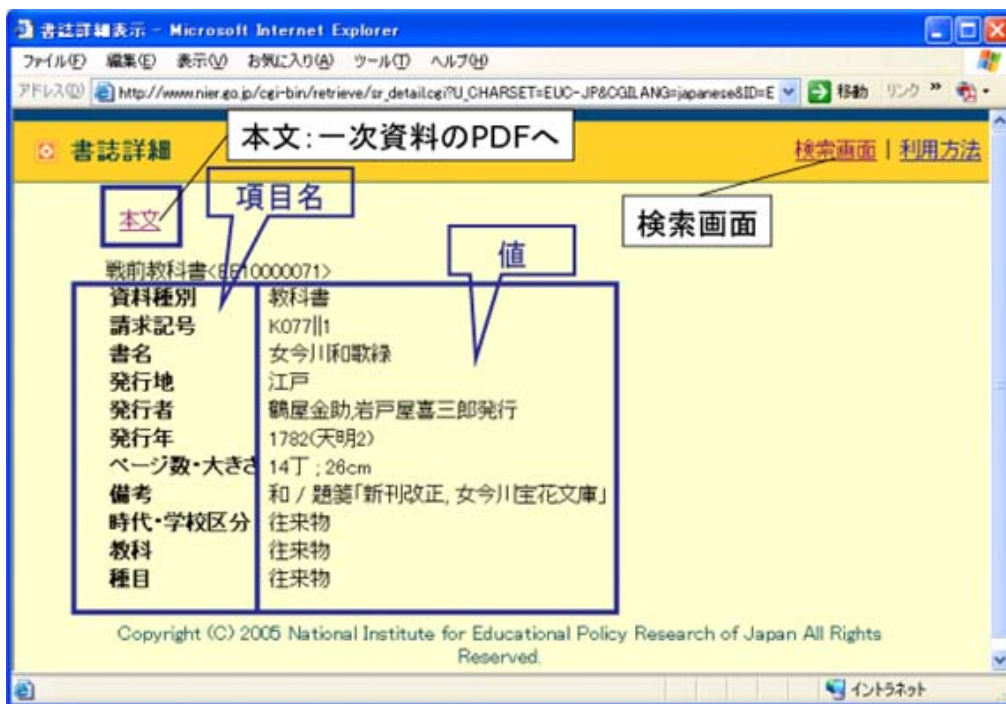 書誌詳細表示 - Microsoft Internet Explorer
ファイル(F) 編集(E) 表示(V) お気に入り(A) ツール(T) ヘルプ(H)
アドレス(D) http://www.nier.go.jp/cgi-bin/retrieve/sr_detail.cgi?U_CHARSET=EUC-JP&CGILANG=japanese&ID=E 移動 リンク »
書誌詳細
本文:一次資料のPDFへ
検索画面 | 利用方法
項目名
本文
検索画面
値
戦前教科書<EE10000071>
資料種別 教科書
請求記号 K077||1
書名 女今川和歌緑
発行地 江戸
発行者 鶴屋金助,岩戸屋喜三郎発行
発行年 1782(天明2)
ページ数・大きさ 14丁 ; 26cm
備考 和 / 題箋「新刊改正, 女今川宝花文庫」
時代・学校区分 往来物
教科 往来物
種目 往来物
Copyright (C) 2005 National Institute for Educational Policy Research of Japan All Rights
Reserved.
イントラネット